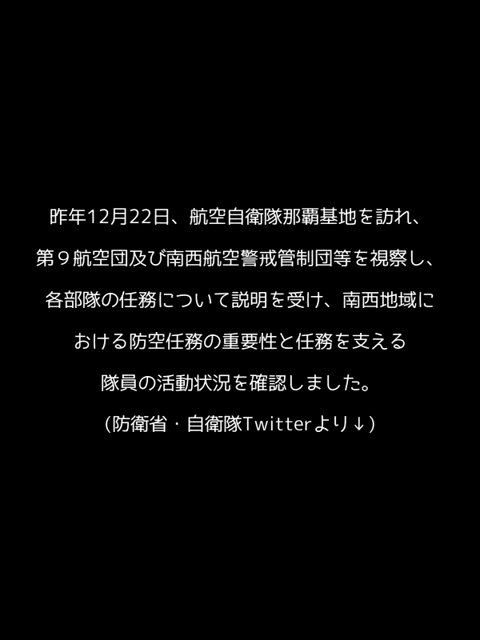 昨年12月22日、航空自衛隊那覇基地を訪れ、
第９航空団及び南西航空警戒管制団等を視察し、
各部隊の任務について説明を受け、南西地域に
おける防空任務の重要性と任務を支える
隊員の活動状況を確認しました。
(防衛省・自衛隊Twitterより↓)